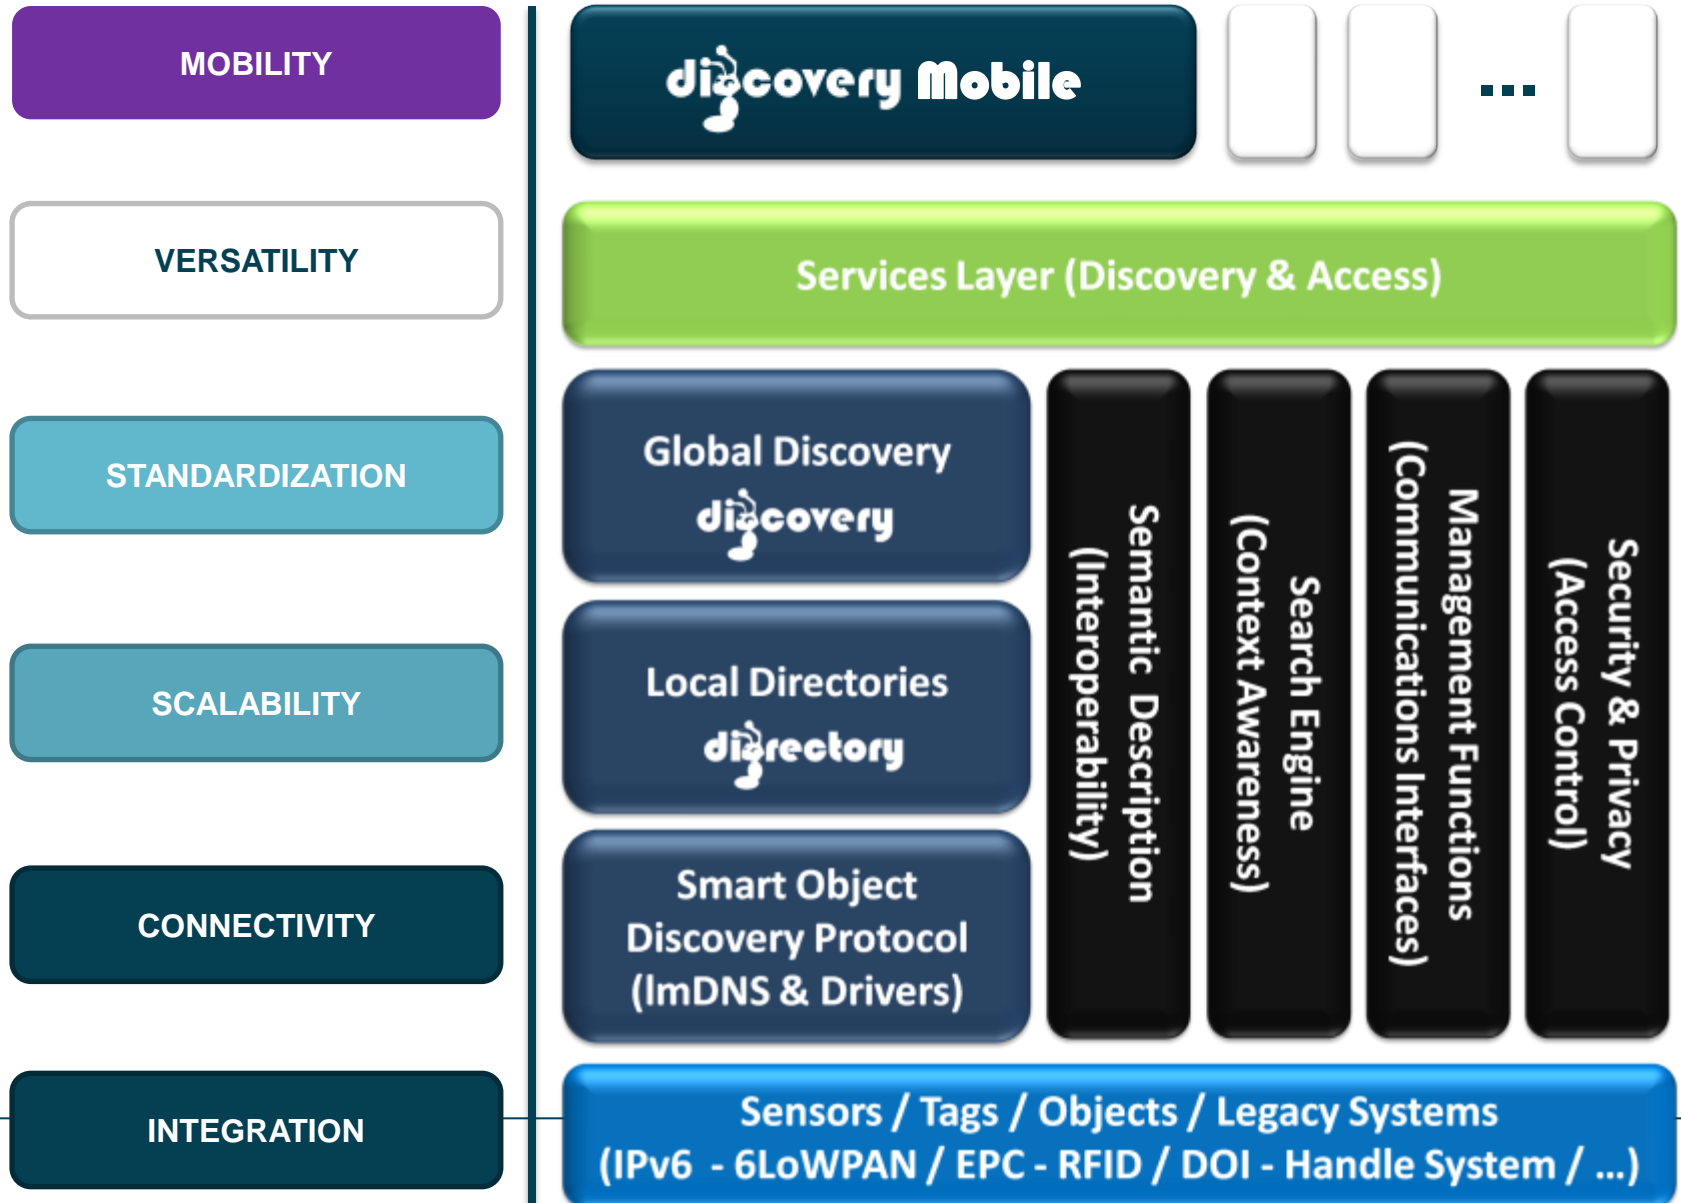 MOBILITY
digcovery Mobile
...
VERSATILITY
Services Layer (Discovery & Access)
STANDARDIZATION
Global Discovery
digcovery
SCALABILITY
Local Directories
digrectory
CONNECTIVITY
Smart Object
Discovery Protocol
(lmDNS & Drivers)
Semantic Description
(Interoperability)
Search Engine
(Context Awareness)
Management Functions
(Communications Interfaces)
Security & Privacy
(Access Control)
INTEGRATION
Sensors / Tags / Objects / Legacy Systems
(IPv6 - 6LoWPAN / EPC - RFID / DOI - Handle System / ...)